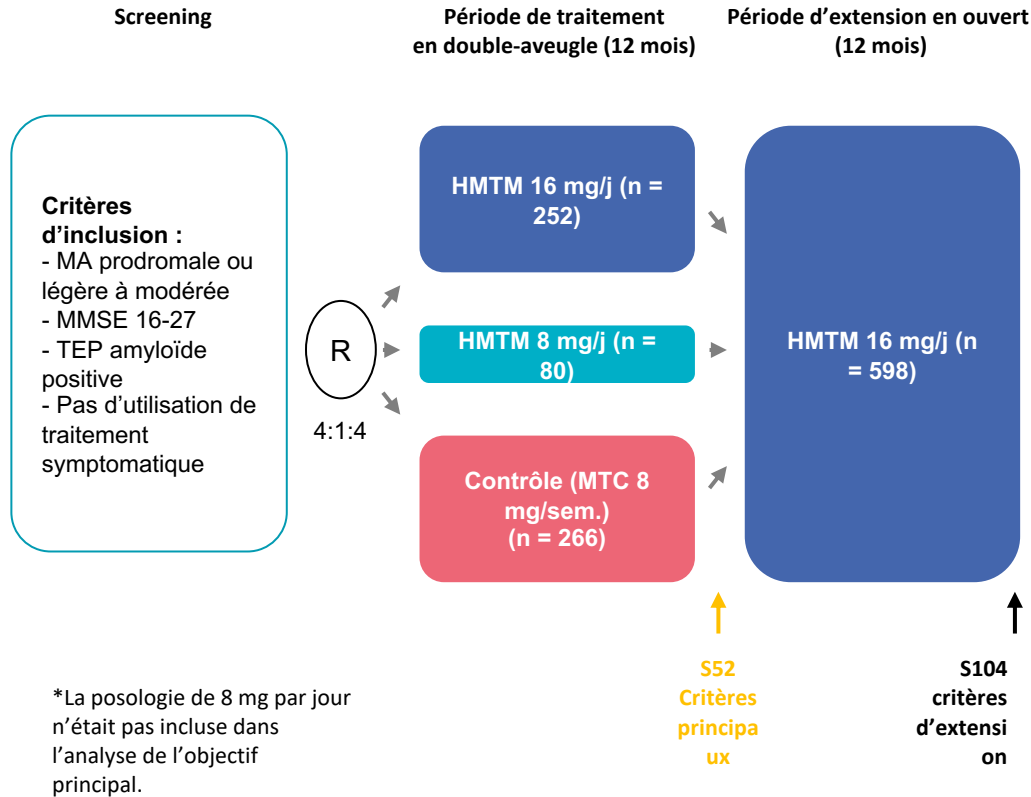 Screening
Période de traitement
en double-aveugle (12 mois)
Période d’extension en ouvert
(12 mois)
Critères
d’inclusion :
- MA prodromale ou
légère à modérée
- MMSE 16-27
- TEP amyloïde
positive
- Pas d’utilisation de
traitement
symptomatique
R
4:1:4
HMTM 16 mg/j (n =
252)
HMTM 8 mg/j (n =
80)
Contrôle (MTC 8
mg/sem.)
(n = 266)
HMTM 16 mg/j (n
= 598)
S52
Critères
principa
ux
S104
critères
d’extensi
on
*La posologie de 8 mg par jour
n’était pas incluse dans
l’analyse de l’objectif
principal.